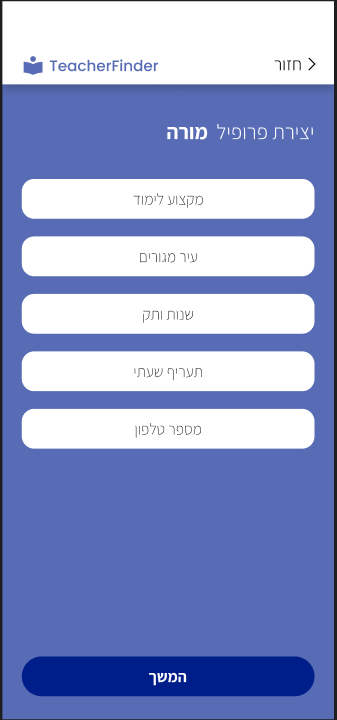 חזור
TeacherFinder
יצירת פרופיל מורה
מקצוע לימוד
עיר מגורים
שנות ותק
תעריף שעתי
מספר טלפון
המשך